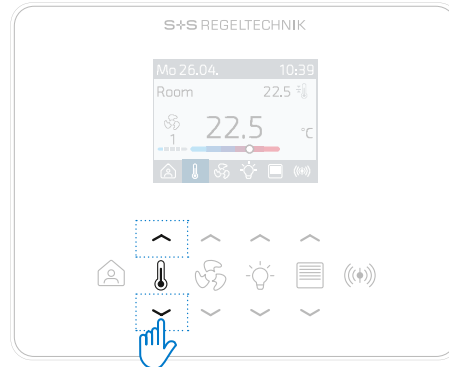 S+S REGELTECHNIK
Mo 26.04. 10:39
Room 22.5
22.5 °C
1